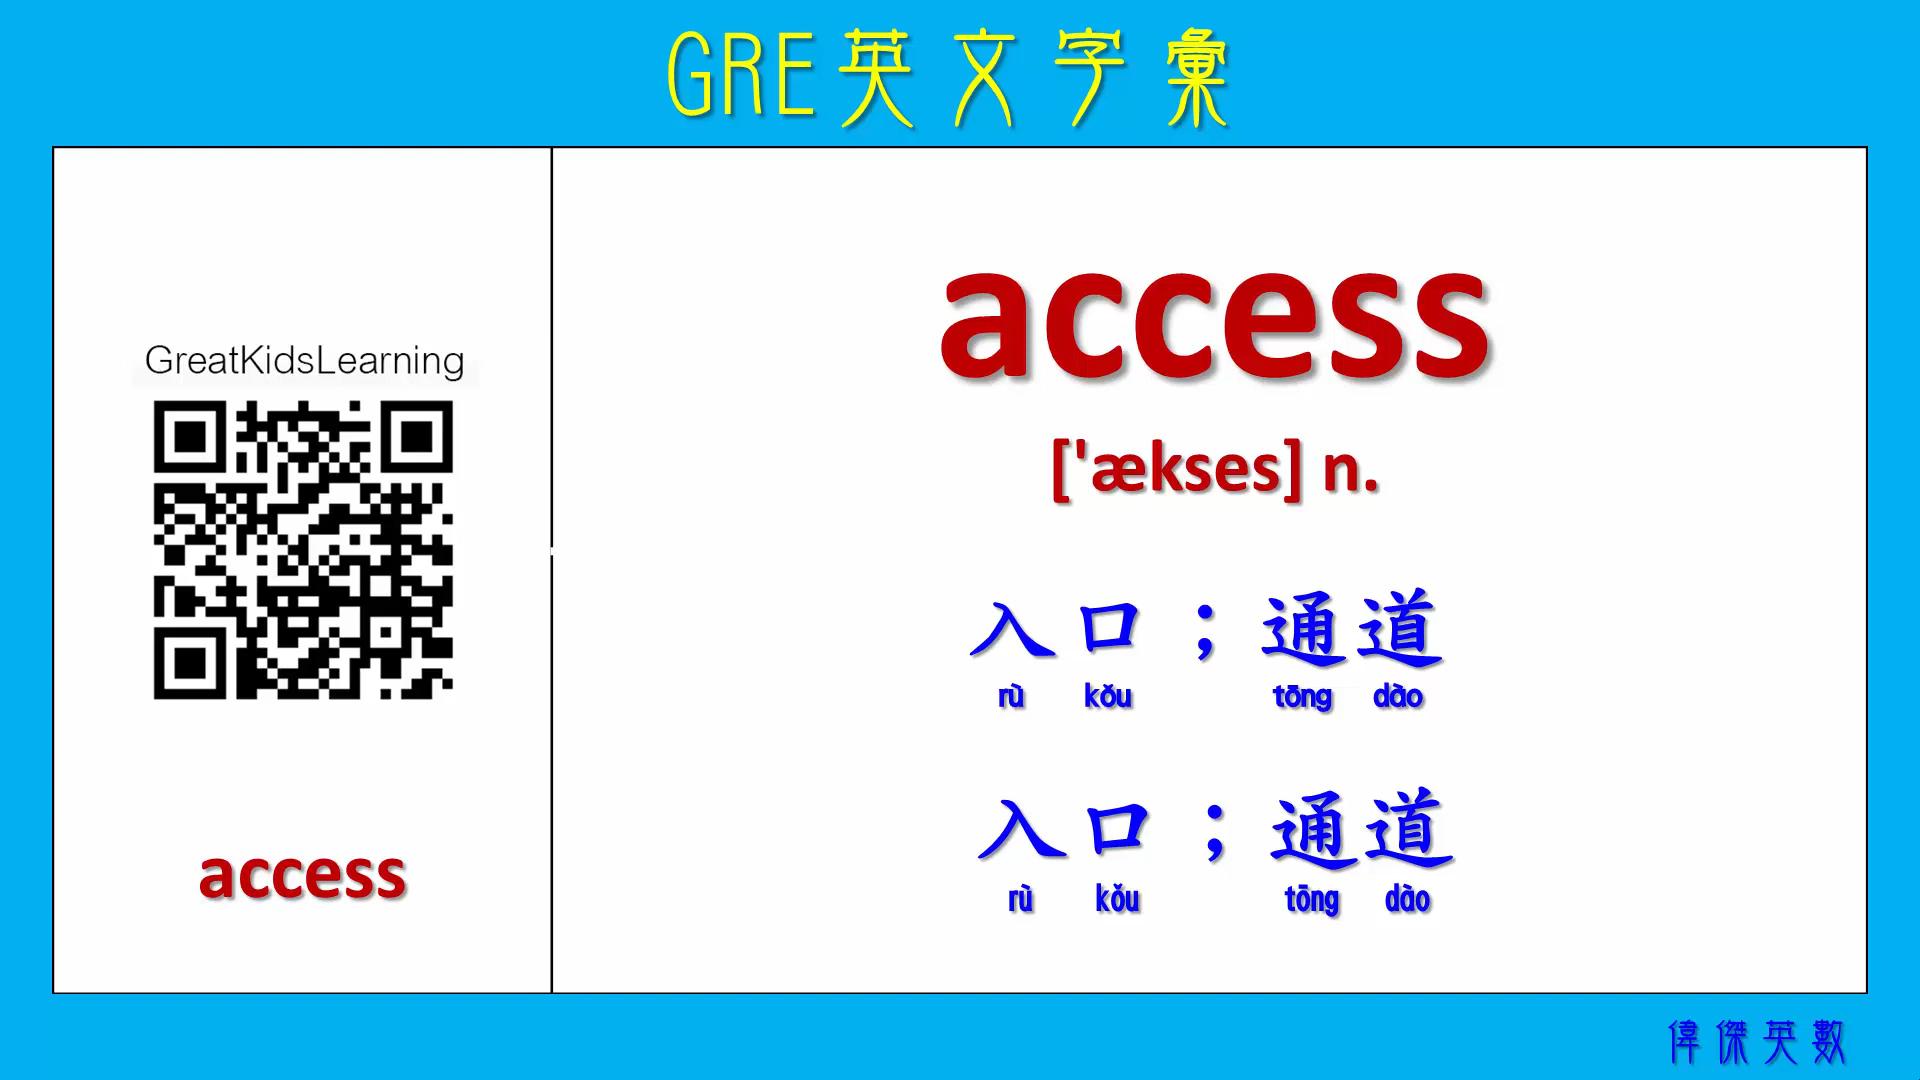 GRE英文字彙
GreatKidsLearning
access
access
['ækses] n.
入口；通道
rù kǒu tōng dào
入口；通道
rù kǒu tōng dào
偉傑英數